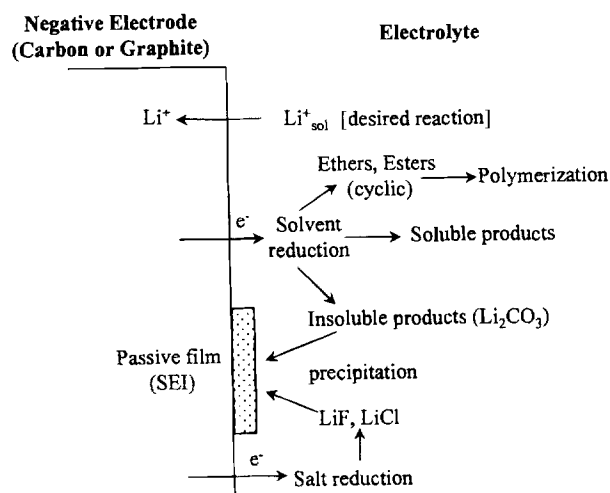 Negative Electrode
(Carbon or Graphite)
Electrolyte
Li⁺
Li⁺sol [desired reaction]
Ethers, Esters
(cyclic)
Polymerization
e⁻
Solvent
reduction
Soluble products
Insoluble products (Li₂CO₃)
Passive film
(SEI)
precipitation
LiF, LiCl
e⁻
Salt reduction